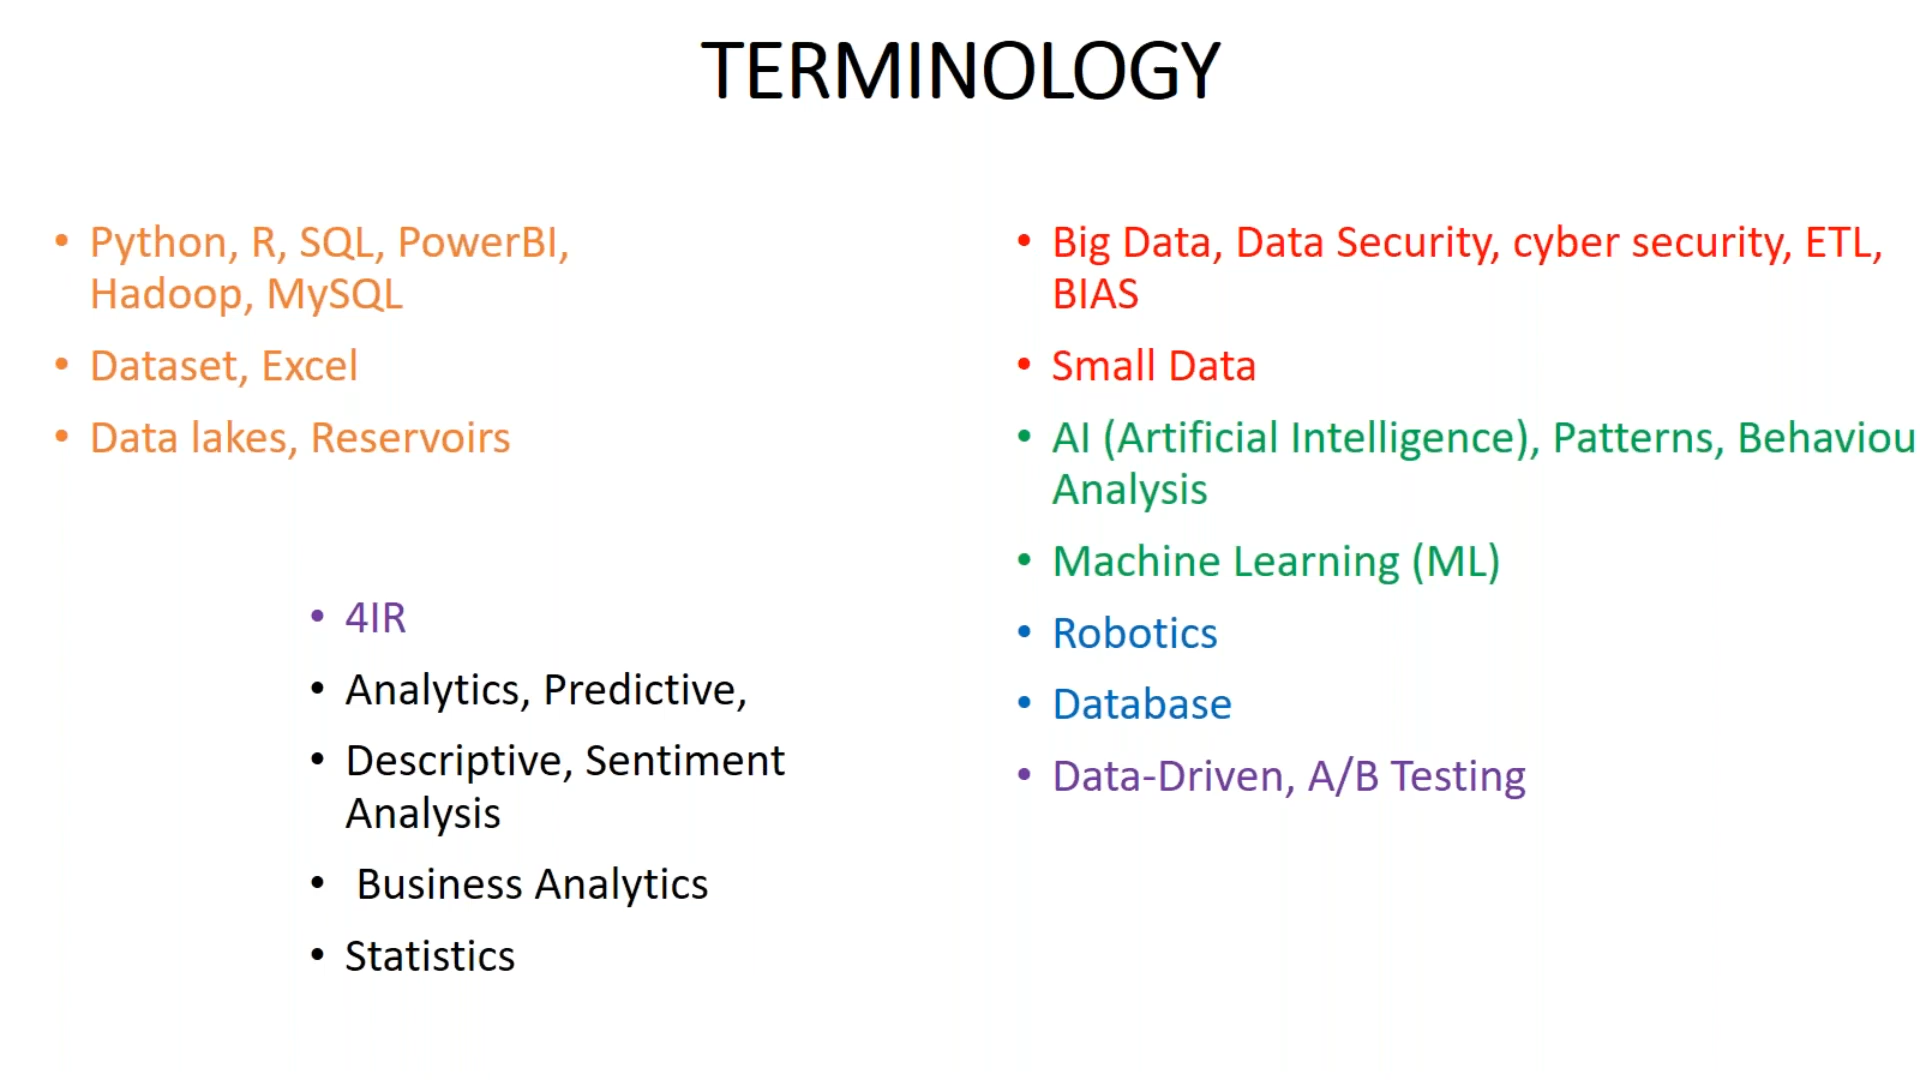 TERMINOLOGY
• Python, R, SQL, PowerBI,
Hadoop, MySQL
• Dataset, Excel
• Data lakes, Reservoirs
• 4IR
• Analytics, Predictive,
• Descriptive, Sentiment
Analysis
• Business Analytics
• Statistics
• Big Data, Data Security, cyber security, ETL,
BIAS
• Small Data
• AI (Artificial Intelligence), Patterns, Behaviou
Analysis
• Machine Learning (ML)
• Robotics
• Database
• Data-Driven, A/B Testing